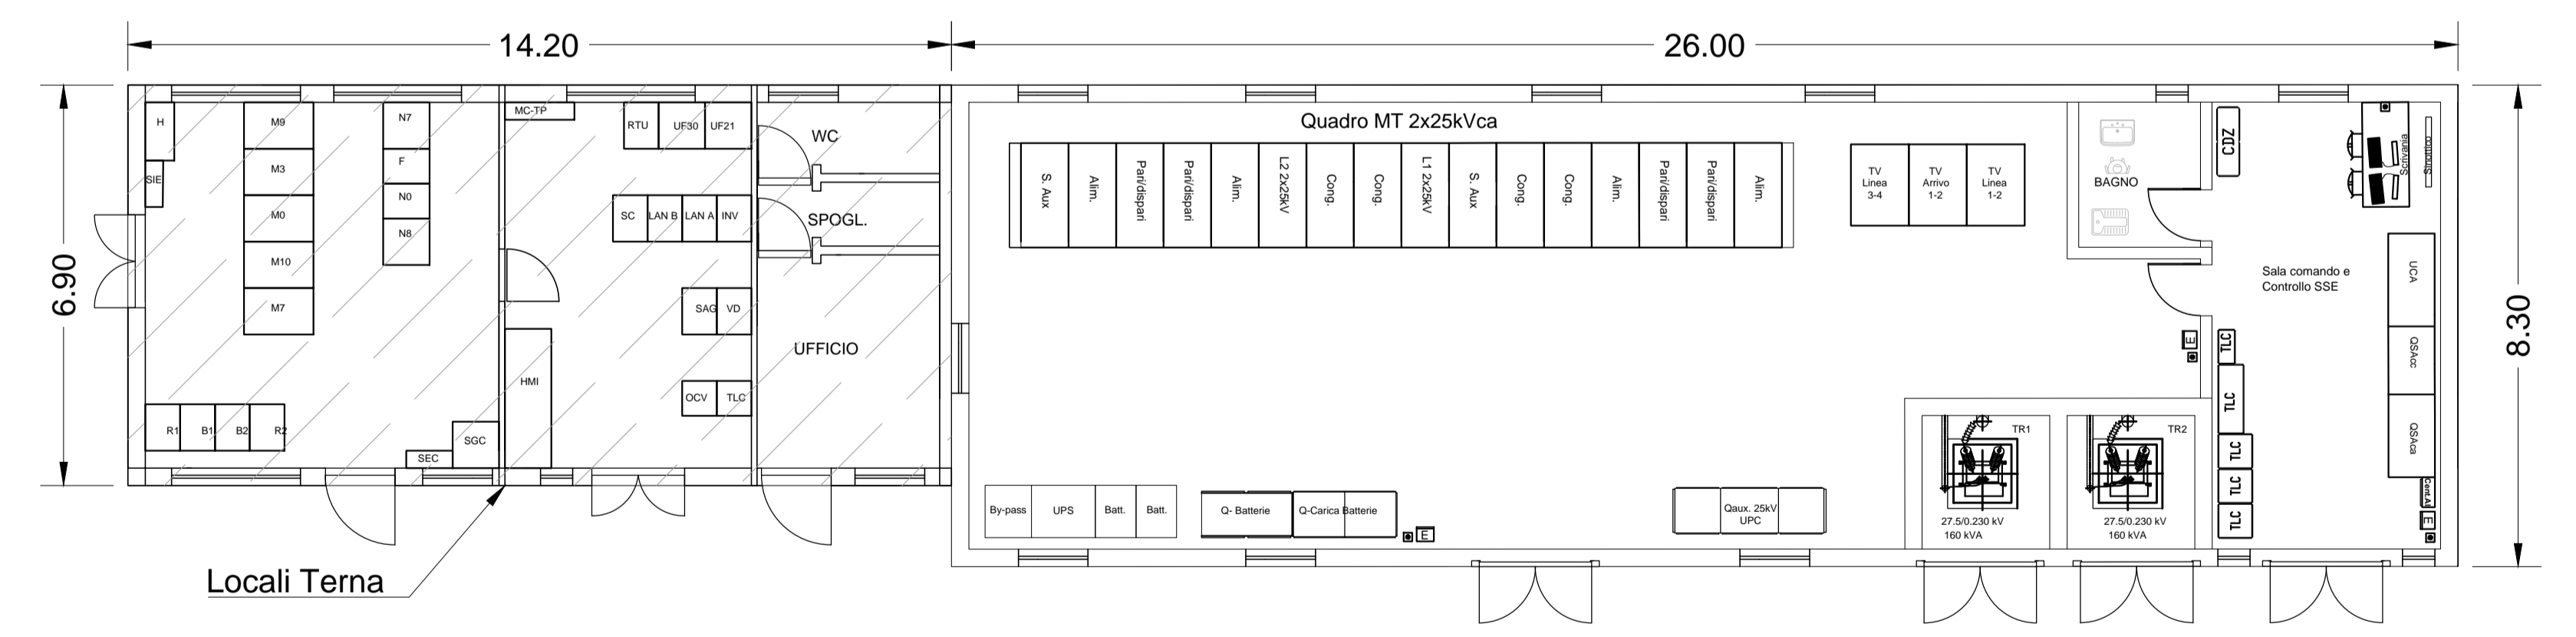 14.20
26.00
6.90
8.30
H
SIE
M9
M3
M0
M10
M7
N7
F
N0
N8
R1
B1
B2
R2
SEC
SGC
MC-TP
RTU
UF30
UF21
SC
LAN B
LAN A
INV
SAG
VD
OCV
TLC
HMI
WC
SPOGL.
UFFICIO
Locali Terna
Quadro MT 2x25kVca
S. Aux
Alim.
Pari/dispari
Pari/dispari
Alim.
L2 2x25kV
Cong.
Cong.
L1 2x25kV
S. Aux
Cong.
Cong.
Alim.
Pari/dispari
Pari/dispari
Alim.
TV
Linea
3-4
TV
Arrivo
1-2
TV
Linea
1-2
BAGNO
CDZ
Scrivania
Sinottico
Sala comando e
Controllo SSE
UCA
QSAcc
QSAca
Cent.A.I
E
E
TLC
TLC
TLC
TLC
TLC
By-pass
UPS
Batt.
Batt.
Q- Batterie
Q-Carica Batterie
E
Qaux. 25kV
UPC
TR1
27.5/0.230 kV
160 kVA
TR2
27.5/0.230 kV
160 kVA